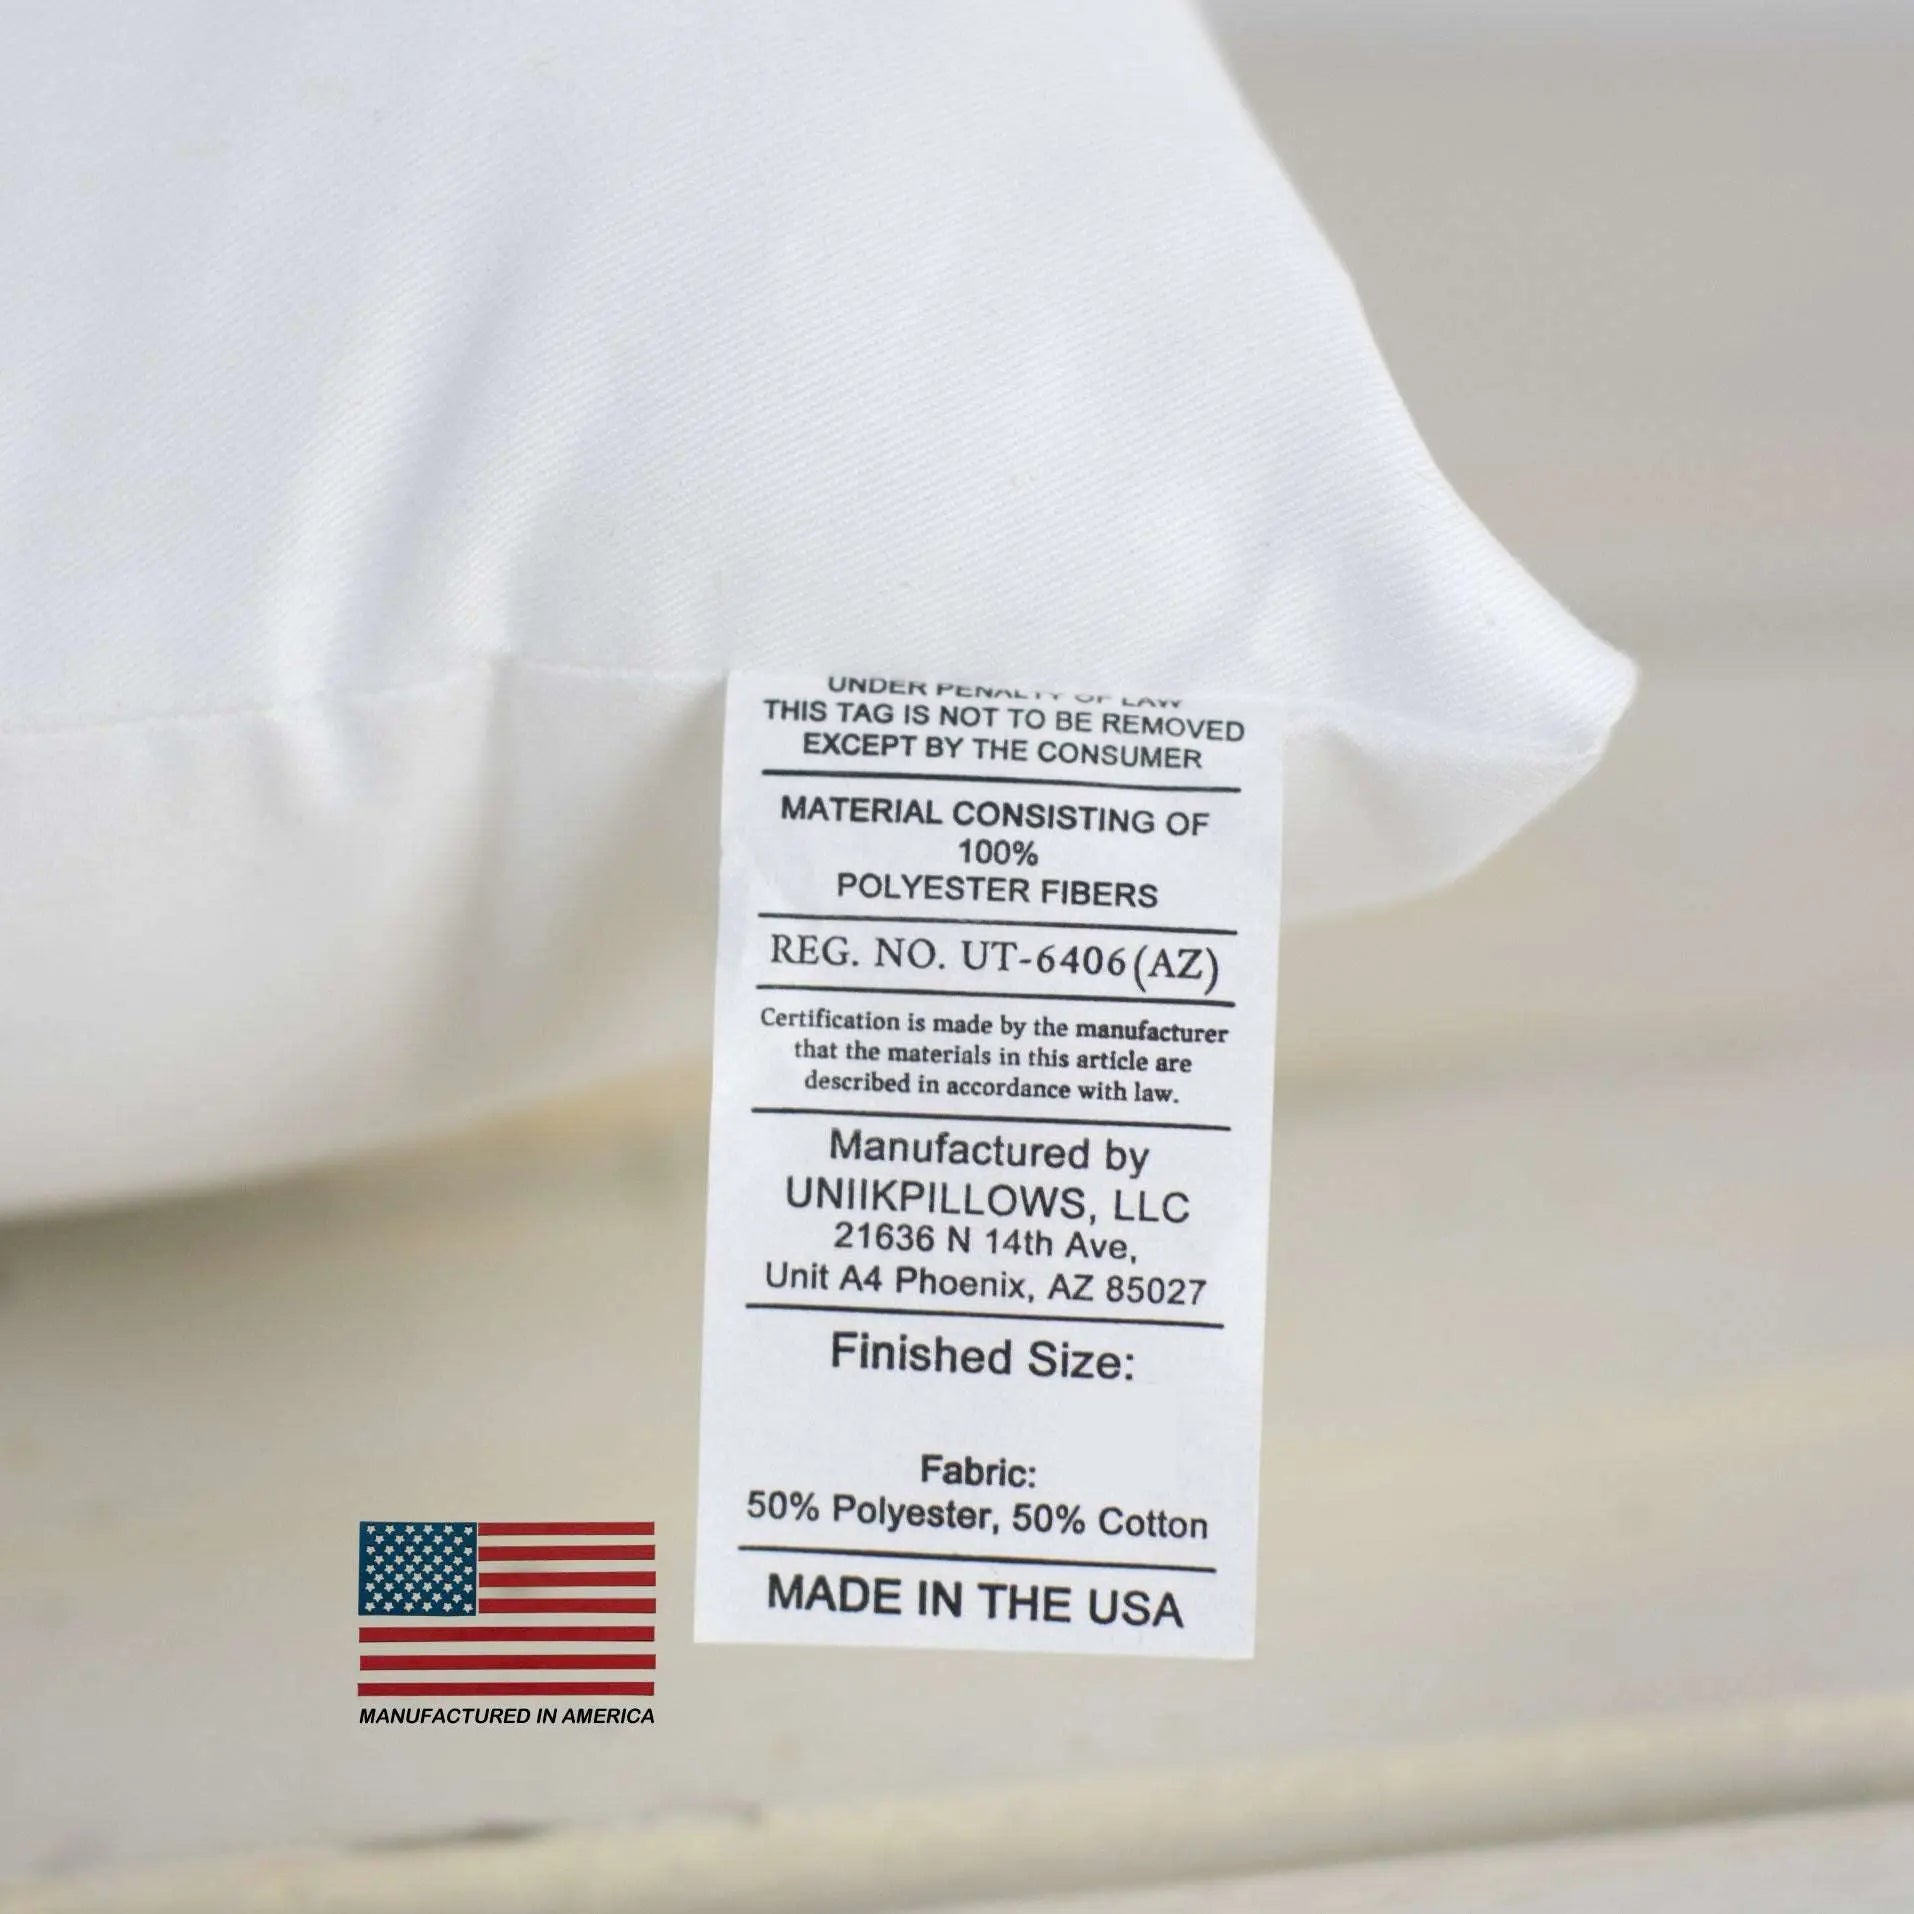 UNDER PENALTY OF LAW
THIS TAG IS NOT TO BE REMOVED
EXCEPT BY THE CONSUMER
MATERIAL CONSISTING OF
100%
POLYESTER FIBERS
REG. NO. UT-6406(AZ)
Certification is made by the manufacturer
that the materials in this article are
described in accordance with law.
Manufactured by
UNIIKPILLOWS, LLC
21636 N 14th Ave,
Unit A4 Phoenix, AZ 85027
Finished Size:
Fabric:
50% Polyester, 50% Cotton
MADE IN THE USA
MANUFACTURED IN AMERICA